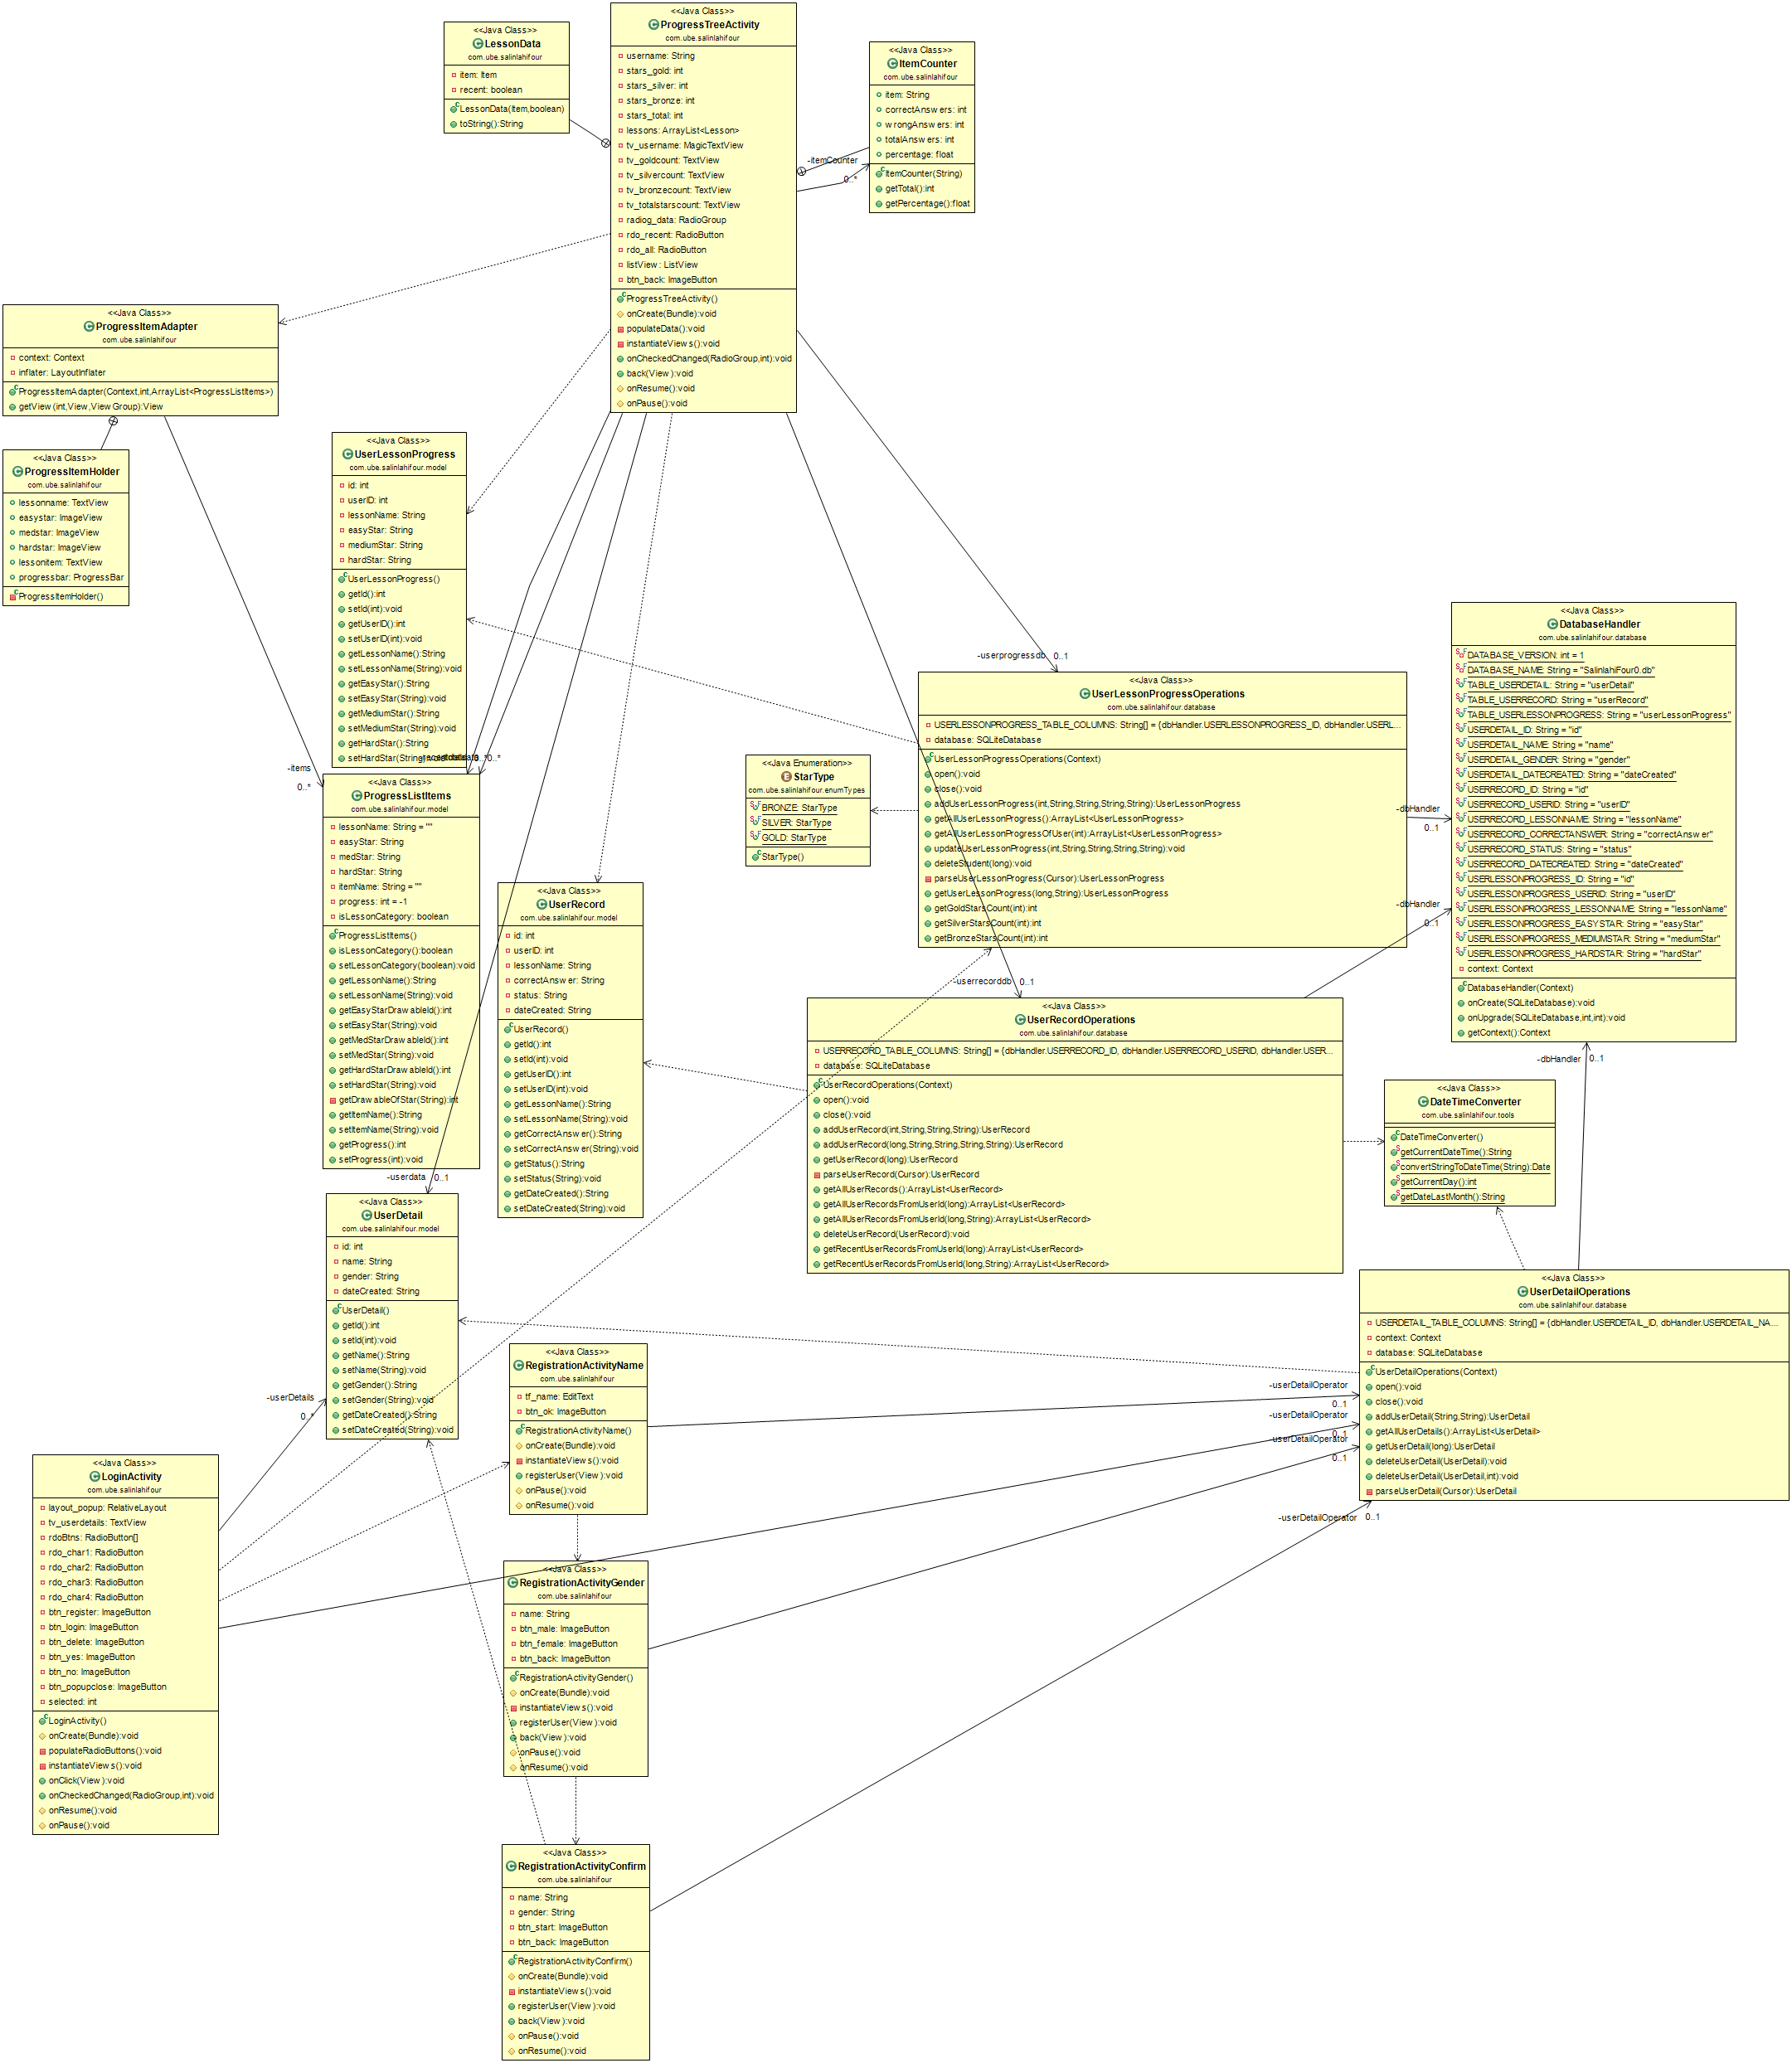 <<Java Class>>
LessonData
com.ube.salinlahifour
item: Item
recent: boolean
LessonData(Item,boolean)
toString():String
<<Java Class>>
ProgressTreeActivity
com.ube.salinlahifour
username: String
stars_gold: int
stars_silver: int
stars_bronze: int
stars_total: int
lessons: ArrayList<Lesson>
tv_username: MagicTextView
tv_goldcount: TextView
tv_silvercount: TextView
tv_bronzecount: TextView
tv_totalstarscount: TextView
radiog_data: RadioGroup
rdo_recent: RadioButton
rdo_all: RadioButton
listView: ListView
btn_back: ImageButton
ProgressTreeActivity()
onCreate(Bundle):void
populateData():void
instantiateViews():void
onCheckedChanged(RadioGroup,int):void
back(View):void
onResume():void
onPause():void
<<Java Class>>
ItemCounter
com.ube.salinlahifour
item: String
correctAnswers: int
wrongAnswers: int
totalAnswers: int
percentage: float
ItemCounter(String)
getTotal():int
getPercentage():float
-itemCounter
0..*
<<Java Class>>
ProgressItemAdapter
com.ube.salinlahifour
context: Context
inflater: LayoutInflater
ProgressItemAdapter(Context,int,ArrayList<ProgressListItems>)
getView(int,View,ViewGroup):View
<<Java Class>>
ProgressItemHolder
com.ube.salinlahifour
lessonname: TextView
easystar: ImageView
medstar: ImageView
hardstar: ImageView
lessonitem: TextView
progressbar: ProgressBar
ProgressItemHolder()
<<Java Class>>
UserLessonProgress
com.ube.salinlahifour.model
id: int
userID: int
lessonName: String
easyStar: String
mediumStar: String
hardStar: String
UserLessonProgress()
getId():int
setId(int):void
getUserID():int
setUserID(int):void
getLessonName():String
setLessonName(String):void
getEasyStar():String
setEasyStar(String):void
getMediumStar():String
setMediumStar(String):void
getHardStar():String
setHardStar(String):void
0..*
0..*
-items
0..*
<<Java Class>>
ProgressListItems
com.ube.salinlahifour.model
lessonName: String = ""
easyStar: String
medStar: String
hardStar: String
itemName: String = ""
progress: int = -1
isLessonCategory: boolean
ProgressListItems()
isLessonCategory():boolean
setLessonCategory(boolean):void
getLessonName():String
setLessonName(String):void
getEasyStarDrawableId():int
setEasyStar(String):void
getMedStarDrawableId():int
setMedStar(String):void
getHardStarDrawableId():int
setHardStar(String):void
getDrawableOfStar(String):int
getItemName():String
setItemName(String):void
getProgress():int
setProgress(int):void
-userprogressdb 0..1
<<Java Class>>
UserLessonProgressOperations
com.ube.salinlahifour.database
USERLESSONPROGRESS_TABLE_COLUMNS: String[] = {dbHandler.USERLESSONPROGRESS_ID, dbHandler.USERL...
database: SQLiteDatabase
UserLessonProgressOperations(Context)
open():void
close():void
addUserLessonProgress(int,String,String,String,String):UserLessonProgress
getAllUserLessonProgress():ArrayList<UserLessonProgress>
getAllUserLessonProgressOfUser(int):ArrayList<UserLessonProgress>
updateUserLessonProgress(int,String,String,String,String):void
deleteStudent(long):void
parseUserLessonProgress(Cursor):UserLessonProgress
getUserLessonProgress(long,String):UserLessonProgress
getGoldStarsCount(int):int
getSilverStarsCount(int):int
getBronzeStarsCount(int):int
<<Java Enumeration>>
StarType
com.ube.salinlahifour.enumTypes
BRONZE: StarType
SILVER: StarType
GOLD: StarType
StarType()
<<Java Class>>
DatabaseHandler
com.ube.salinlahifour.database
DATABASE_VERSION: int = 1
DATABASE_NAME: String = "SalinlahiFour0.db"
TABLE_USERDETAIL: String = "userDetail"
TABLE_USERRECORD: String = "userRecord"
TABLE_USERLESSONPROGRESS: String = "userLessonProgress"
USERDETAIL_ID: String = "id"
USERDETAIL_NAME: String = "name"
USERDETAIL_GENDER: String = "gender"
USERDETAIL_DATECREATED: String = "dateCreated"
USERRECORD_ID: String = "id"
USERRECORD_USERID: String = "userID"
USERRECORD_LESSONNAME: String = "lessonName"
USERRECORD_CORRECTANSWER: String = "correctAnswer"
USERRECORD_STATUS: String = "status"
USERRECORD_DATECREATED: String = "dateCreated"
USERLESSONPROGRESS_ID: String = "id"
USERLESSONPROGRESS_USERID: String = "userID"
USERLESSONPROGRESS_LESSONNAME: String = "lessonName"
USERLESSONPROGRESS_EASYSTAR: String = "easyStar"
USERLESSONPROGRESS_MEDIUMSTAR: String = "mediumStar"
USERLESSONPROGRESS_HARDSTAR: String = "hardStar"
context: Context
DatabaseHandler(Context)
onCreate(SQLiteDatabase):void
onUpgrade(SQLiteDatabase,int,int):void
getContext():Context
-dbHandler
0..1
-dbHandler
0..1
-dbHandler 0..1
<<Java Class>>
UserRecord
com.ube.salinlahifour.model
id: int
userID: int
lessonName: String
correctAnswer: String
status: String
dateCreated: String
UserRecord()
getId():int
setId(int):void
getUserID():int
setUserID(int):void
getLessonName():String
setLessonName(String):void
getCorrectAnswer():String
setCorrectAnswer(String):void
getStatus():String
setStatus(String):void
getDateCreated():String
setDateCreated(String):void
-userrecorddb 0..1
<<Java Class>>
UserRecordOperations
com.ube.salinlahifour.database
USERRECORD_TABLE_COLUMNS: String[] = {dbHandler.USERRECORD_ID, dbHandler.USERRECORD_USERID, dbHandler.USER...
database: SQLiteDatabase
UserRecordOperations(Context)
open():void
close():void
addUserRecord(int,String,String,String):UserRecord
addUserRecord(long,String,String,String,String):UserRecord
getUserRecord(long):UserRecord
parseUserRecord(Cursor):UserRecord
getAllUserRecords():ArrayList<UserRecord>
getAllUserRecordsFromUserId(long):ArrayList<UserRecord>
getAllUserRecordsFromUserId(long,String):ArrayList<UserRecord>
deleteUserRecord(UserRecord):void
getRecentUserRecordsFromUserId(long):ArrayList<UserRecord>
getRecentUserRecordsFromUserId(long,String):ArrayList<UserRecord>
<<Java Class>>
DateTimeConverter
com.ube.salinlahifour.tools
DateTimeConverter()
getCurrentDateTime():String
convertStringToDateTime(String):Date
getCurrentDay():int
getDateLastMonth():String
-userdata 0..1
<<Java Class>>
UserDetail
com.ube.salinlahifour.model
id: int
name: String
gender: String
dateCreated: String
UserDetail()
getId():int
setId(int):void
getName():String
setName(String):void
getGender():String
setGender(String):void
getDateCreated():String
setDateCreated(String):void
-userDetails
0..*
<<Java Class>>
UserDetailOperations
com.ube.salinlahifour.database
USERDETAIL_TABLE_COLUMNS: String[] = {dbHandler.USERDETAIL_ID, dbHandler.USERDETAIL_NA...
context: Context
database: SQLiteDatabase
UserDetailOperations(Context)
open():void
close():void
addUserDetail(String,String):UserDetail
getAllUserDetails():ArrayList<UserDetail>
getUserDetail(long):UserDetail
deleteUserDetail(UserDetail):void
deleteUserDetail(UserDetail,int):void
parseUserDetail(Cursor):UserDetail
-userDetailOperator
0..1
-userDetailOperator
0..1
-userDetailOperator
0..1
-userDetailOperator 0..1
<<Java Class>>
RegistrationActivityName
com.ube.salinlahifour
tf_name: EditText
btn_ok: ImageButton
RegistrationActivityName()
onCreate(Bundle):void
instantiateViews():void
registerUser(View):void
onPause():void
onResume():void
<<Java Class>>
LoginActivity
com.ube.salinlahifour
layout_popup: RelativeLayout
tv_userdetails: TextView
rdoBtns: RadioButton[]
rdo_char1: RadioButton
rdo_char2: RadioButton
rdo_char3: RadioButton
rdo_char4: RadioButton
btn_register: ImageButton
btn_login: ImageButton
btn_delete: ImageButton
btn_yes: ImageButton
btn_no: ImageButton
btn_popupclose: ImageButton
selected: int
LoginActivity()
onCreate(Bundle):void
populateRadioButtons():void
instantiateViews():void
onClick(View):void
onCheckedChanged(RadioGroup,int):void
onResume():void
onPause():void
<<Java Class>>
RegistrationActivityGender
com.ube.salinlahifour
name: String
btn_male: ImageButton
btn_female: ImageButton
btn_back: ImageButton
RegistrationActivityGender()
onCreate(Bundle):void
instantiateViews():void
registerUser(View):void
back(View):void
onPause():void
onResume():void
<<Java Class>>
RegistrationActivityConfirm
com.ube.salinlahifour
name: String
gender: String
btn_start: ImageButton
btn_back: ImageButton
RegistrationActivityConfirm()
onCreate(Bundle):void
instantiateViews():void
registerUser(View):void
back(View):void
onPause():void
onResume():void